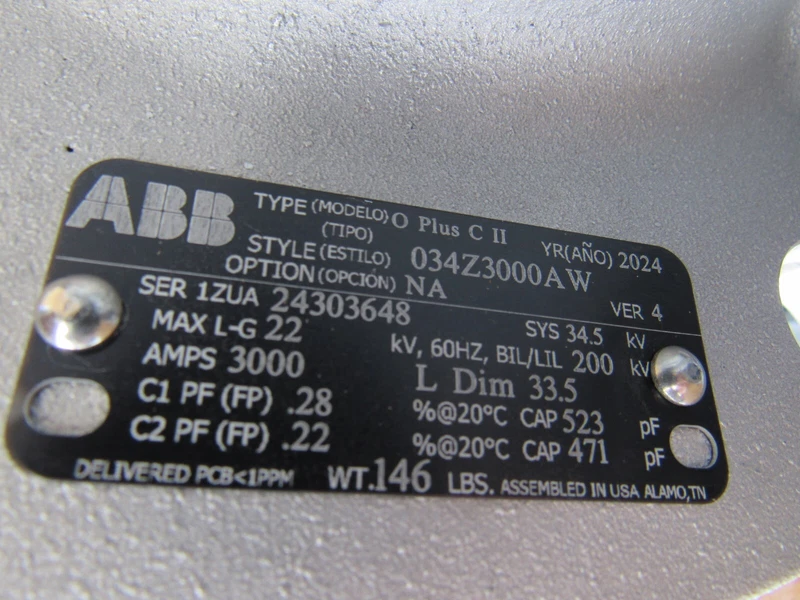 ABB
TYPE (MODELO) O Plus C II YR(AÑO) 2024
(TIPO)
STYLE (ESTILO) 034Z3000AW
OPTION (OPCIÓN) NA VER 4
SER 1ZUA 24303648 SYS 34.5 kV
MAX L-G 22 kV, 60HZ, BIL/LIL 200 kV
AMPS 3000 L Dim 33.5
C1 PF (FP) .28 %@20°C CAP 523 pF
C2 PF (FP) .22 %@20°C CAP 471 pF
DELIVERED PCB<1PPM WT.146 LBS. ASSEMBLED IN USA ALAMO,TN